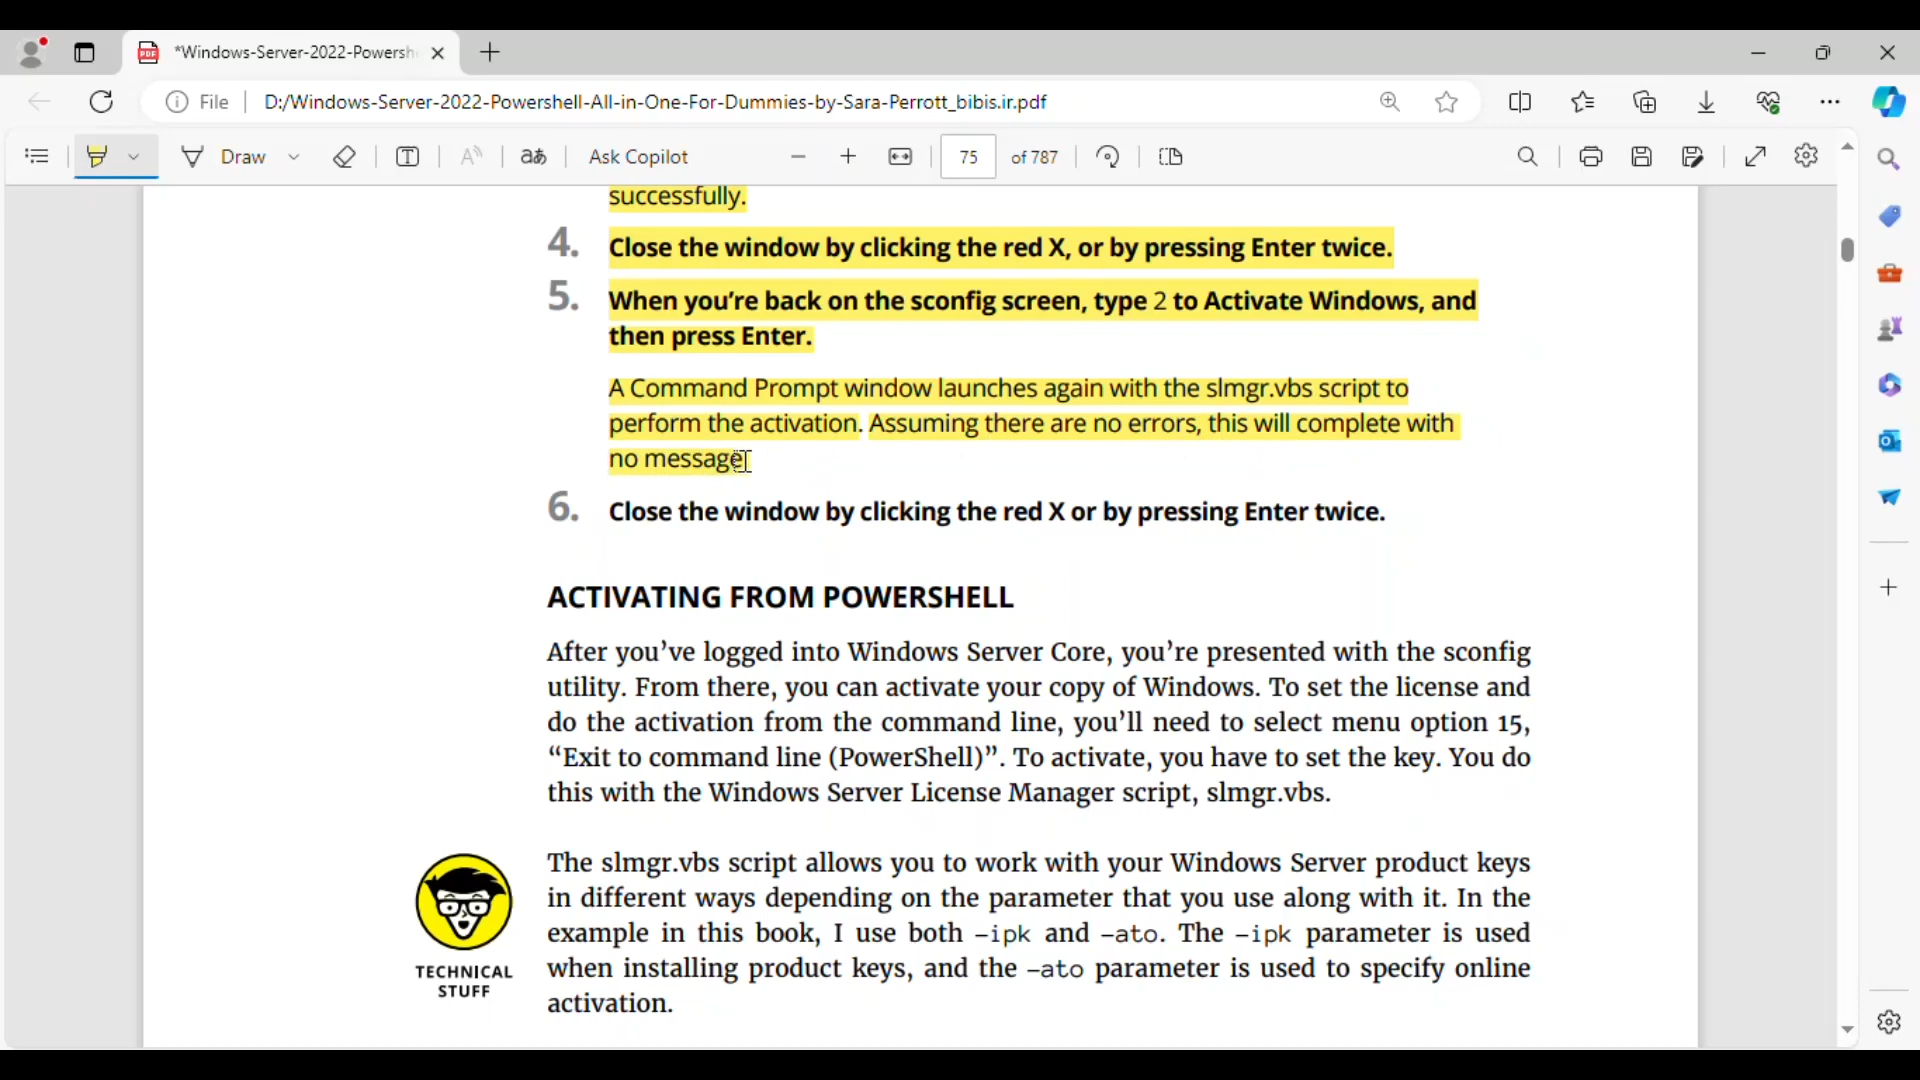 *Windows-Server-2022-Powersh
File
D:/Windows-Server-2022-Powershell-All-in-One-For-Dummies-by-Sara-Perrott_bibis.ir.pdf
Draw
Ask Copilot
75
of 787
successfully.
4. Close the window by clicking the red X, or by pressing Enter twice.
5. When you’re back on the sconfig screen, type 2 to Activate Windows, and
then press Enter.
A Command Prompt window launches again with the slmgr.vbs script to
perform the activation. Assuming there are no errors, this will complete with
no message
6. Close the window by clicking the red X or by pressing Enter twice.
ACTIVATING FROM POWERSHELL
After you’ve logged into Windows Server Core, you’re presented with the sconfig
utility. From there, you can activate your copy of Windows. To set the license and
do the activation from the command line, you’ll need to select menu option 15,
“Exit to command line (PowerShell)”. To activate, you have to set the key. You do
this with the Windows Server License Manager script, slmgr.vbs.
TECHNICAL
STUFF
The slmgr.vbs script allows you to work with your Windows Server product keys
in different ways depending on the parameter that you use along with it. In the
example in this book, I use both –ipk and –ato. The –ipk parameter is used
when installing product keys, and the –ato parameter is used to specify online
activation.